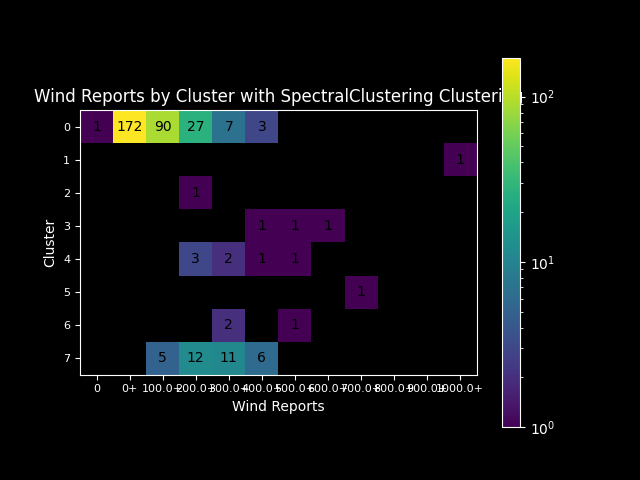 Wind Reports by Cluster with SpectralClustering Clusteri
0 1 172 90 27 7 3
1 1
2 1
3 1 1 1
4 3 2 1 1
5 1
6 2 1
7 5 12 11 6
0 0+ 100.0+ 200.0+ 300.0+ 400.0+ 500.0+ 600.0+ 700.0+ 800.0+ 900.0+ 1000.0+
Wind Reports
Cluster
10²
10¹
10⁰